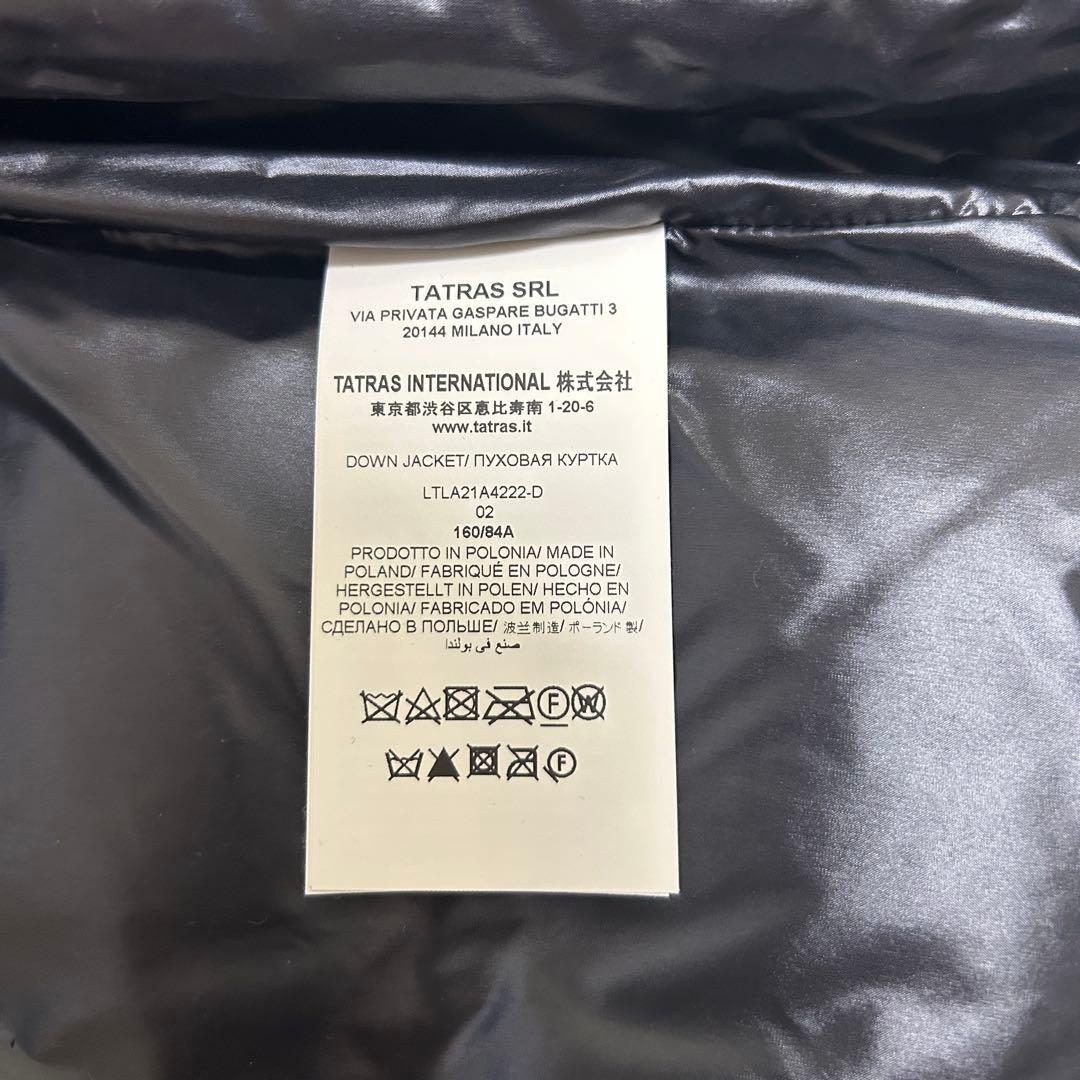 TATRAS SRL
VIA PRIVATA GASPARE BUGATTI 3
20144 MILANO ITALY
TATRAS INTERNATIONAL 株式会社
東京都渋谷区恵比寿南 1-20-6
www.tatras.it
DOWN JACKET/ ПУХОВАЯ КУРТКА
LTLA21A4222-D
02
160/84A
PRODOTTO IN POLONIA/ MADE IN
POLAND/ FABRIQUÉ EN POLOGNE/
HERGESTELLT IN POLEN/ HECHO EN
POLONIA/ FABRICADO EM POLÓNIA/
СДЕЛАНО В ПОЛЬШЕ/ 波兰制造/ ポーランド製/
صنع في بولندا
F W
F